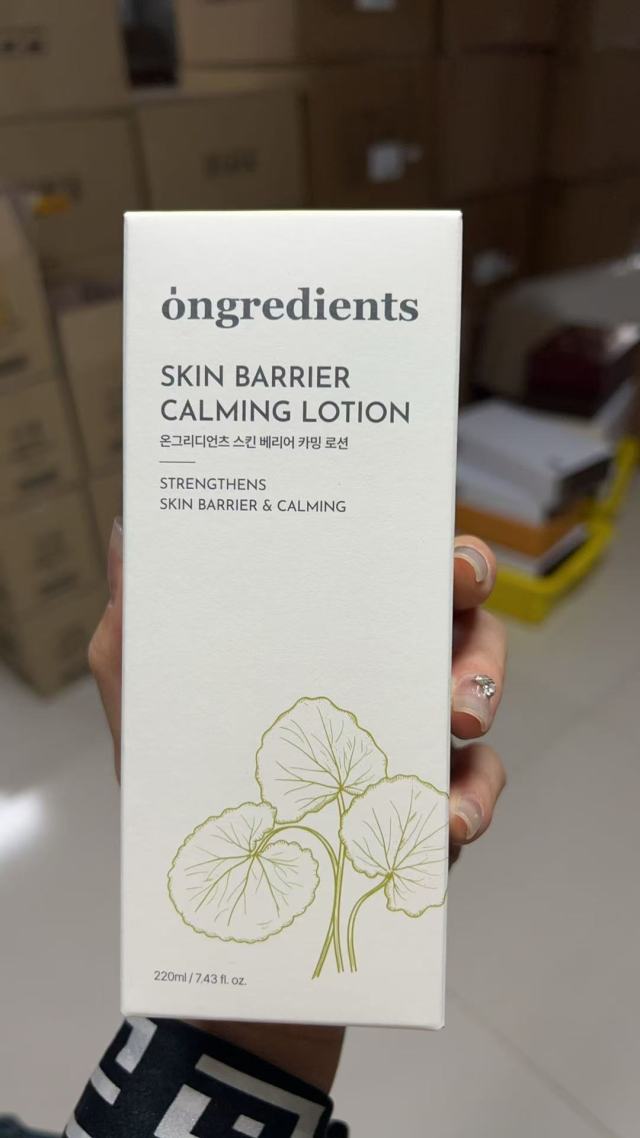 ongredients
SKIN BARRIER
CALMING LOTION
온그리디언츠 스킨 베리어 카밍 로션
STRENGTHENS
SKIN BARRIER & CALMING
220ml / 7.43 fl. oz.